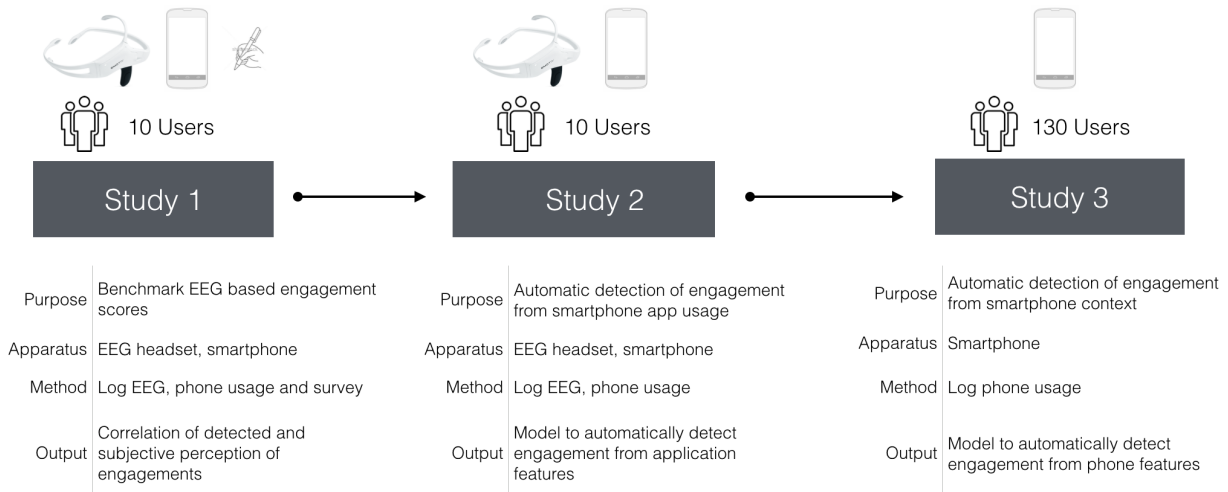 10 Users
Study 1
Purpose
Benchmark EEG based engagement
scores
Apparatus
EEG headset, smartphone
Method
Log EEG, phone usage and survey
Output
Correlation of detected and
subjective perception of
engagements
10 Users
Study 2
Purpose
Automatic detection of engagement
from smartphone app usage
Apparatus
EEG headset, smartphone
Method
Log EEG, phone usage
Output
Model to automatically detect
engagement from application
features
130 Users
Study 3
Purpose
Automatic detection of engagement
from smartphone context
Apparatus
Smartphone
Method
Log phone usage
Output
Model to automatically detect
engagement from phone features